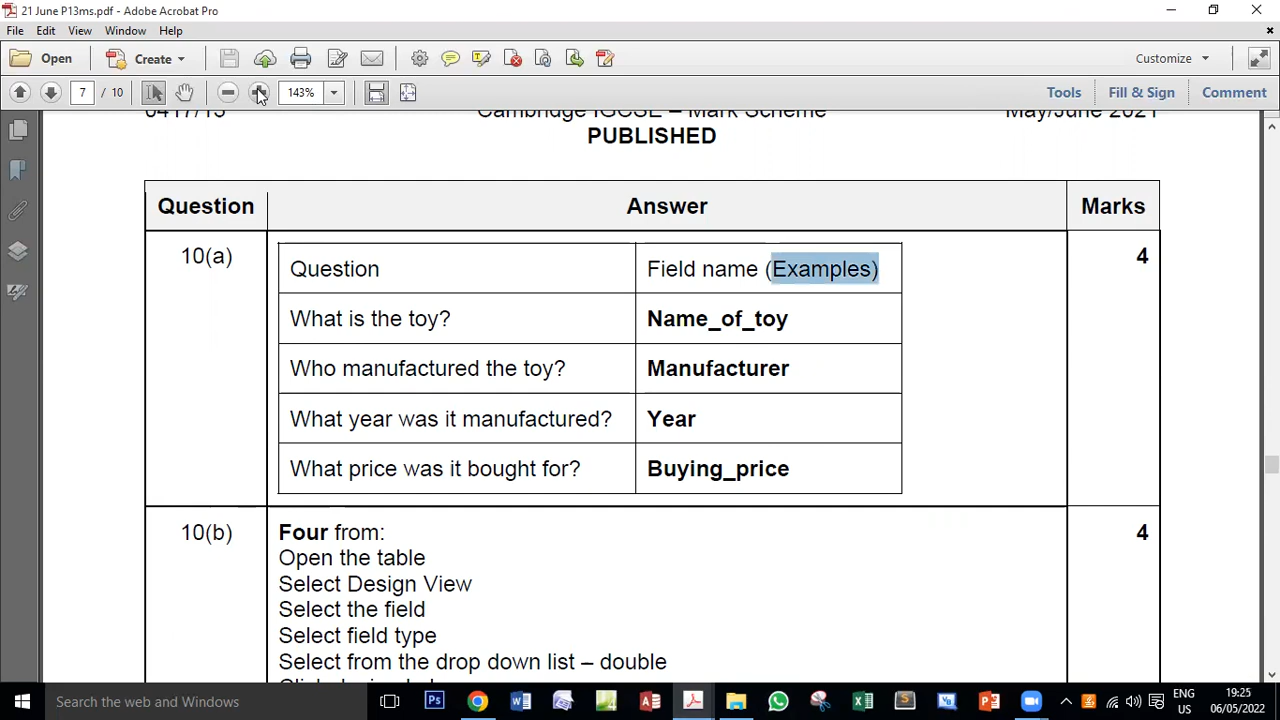 21 June P13ms.pdf - Adobe Acrobat Pro
File Edit View Window Help
Open Create Customize
7 / 10 143% Tools Fill & Sign Comment
0417/13 Cambridge IGCSE – Mark Scheme May/June 2021
PUBLISHED
Question Answer Marks
10(a) Question Field name (Examples) 4
What is the toy? Name_of_toy
Who manufactured the toy? Manufacturer
What year was it manufactured? Year
What price was it bought for? Buying_price
10(b) Four from: 4
Open the table
Select Design View
Select the field
Select field type
Select from the drop down list – double
Search the web and Windows
ENG 19:25
US 06/05/2022